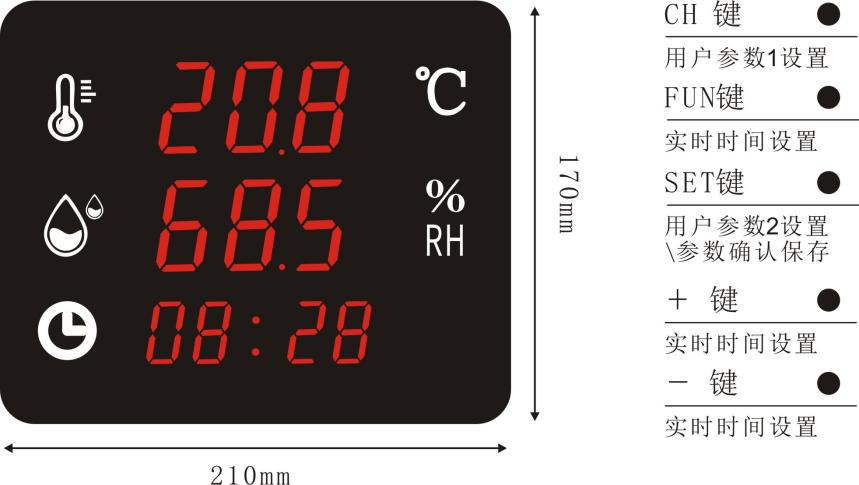 20.8 ℃
68.5 % RH
08:28
170mm
210mm
CH 键
用户参数1设置
FUN键
实时时间设置
SET键
用户参数2设置
\参数确认保存
+ 键
实时时间设置
- 键
实时时间设置